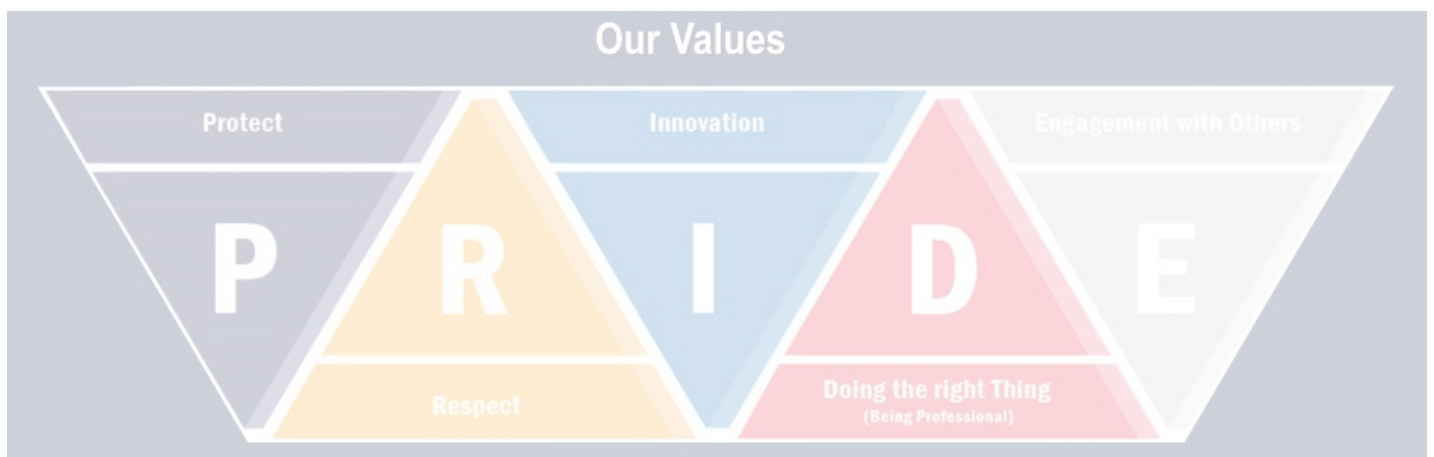 Our Values
Protect
Innovation
Engagement with Others
P R I D E
Respect
Doing the right Thing
(Being Professional)